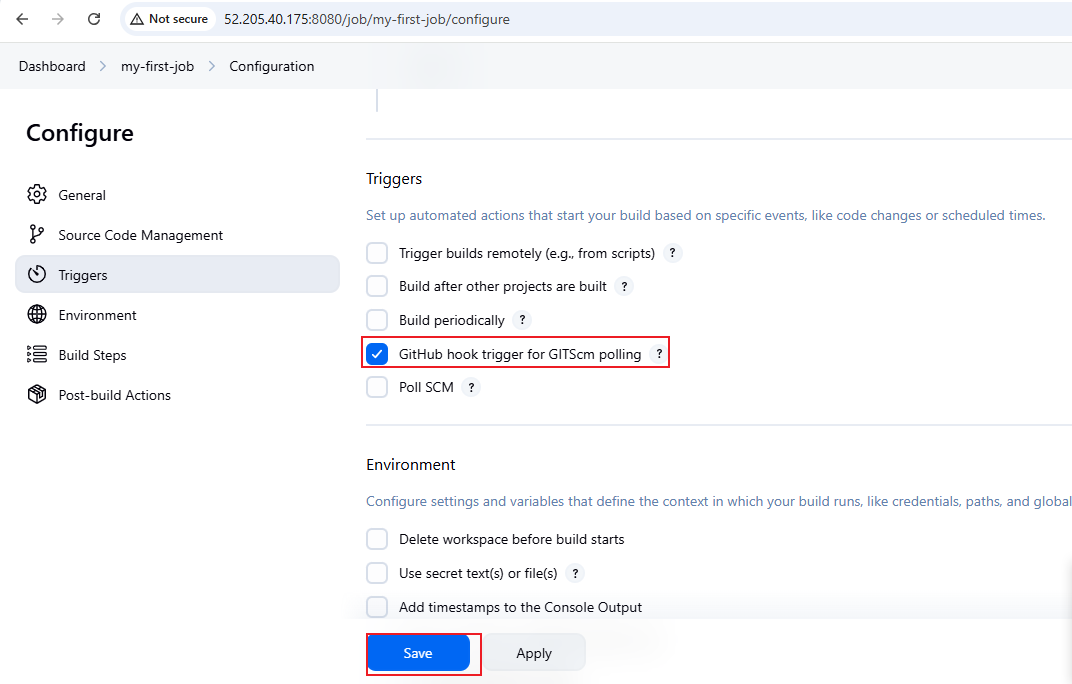 Not secure 52.205.40.175:8080/job/my-first-job/configure
Dashboard > my-first-job > Configuration
Configure
General
Source Code Management
Triggers
Environment
Build Steps
Post-build Actions
Triggers
Set up automated actions that start your build based on specific events, like code changes or scheduled times.
Trigger builds remotely (e.g., from scripts) ?
Build after other projects are built ?
Build periodically ?
GitHub hook trigger for GITScm polling ?
Poll SCM ?
Environment
Configure settings and variables that define the context in which your build runs, like credentials, paths, and global
Delete workspace before build starts
Use secret text(s) or file(s) ?
Add timestamps to the Console Output
Save Apply